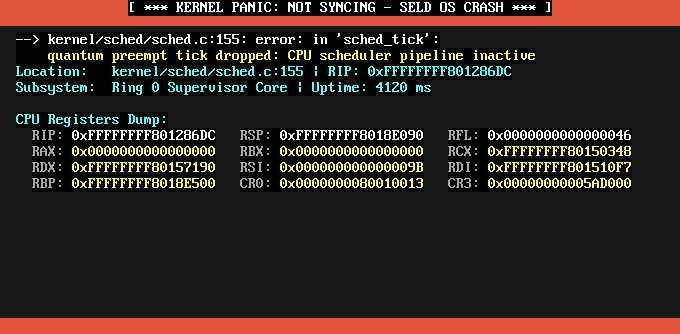 [ *** KERNEL PANIC: NOT SYNCING - SELD OS CRASH *** ]
--> kernel/sched/sched.c:155: error: in 'sched_tick':
quantum preempt tick dropped: CPU scheduler pipeline inactive
Location: kernel/sched/sched.c:155 | RIP: 0xFFFFFFFF801286DC
Subsystem: Ring 0 Supervisor Core | Uptime: 4120 ms
CPU Registers Dump:
RIP: 0xFFFFFFFF801286DC RSP: 0xFFFFFFFF8018E090 RFL: 0x0000000000000046
RAX: 0x0000000000000000 RBX: 0x0000000000000000 RCX: 0xFFFFFFFF80150348
RDX: 0xFFFFFFFF80157190 RSI: 0x000000000000009B RDI: 0xFFFFFFFF801510F7
RBP: 0xFFFFFFFF8018E500 CR0: 0x0000000080010013 CR3: 0x00000000005AD000